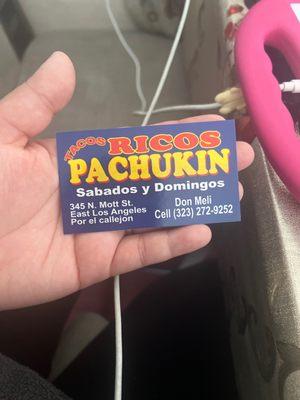 TACOS RICOS
PACHUKIN
Sabados y Domingos
345 N. Mott St.
East Los Angeles
Por el callejon
Don Meli
Cell (323) 272-9252